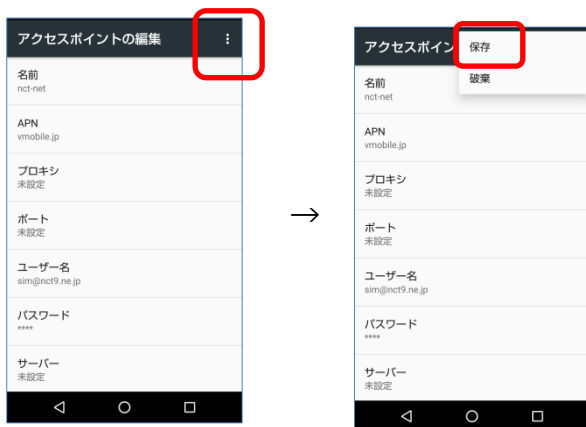 アクセスポイントの編集
名前
nct-net
APN
vmobile.jp
プロキシ
未設定
ポート
未設定
ユーザー名
sim@nct9.ne.jp
パスワード
****
サーバー
未設定
→
アクセスポイン
保存
破棄
名前
nct-net
APN
vmobile.jp
プロキシ
未設定
ポート
未設定
ユーザー名
sim@nct9.ne.jp
パスワード
****
サーバー
未設定